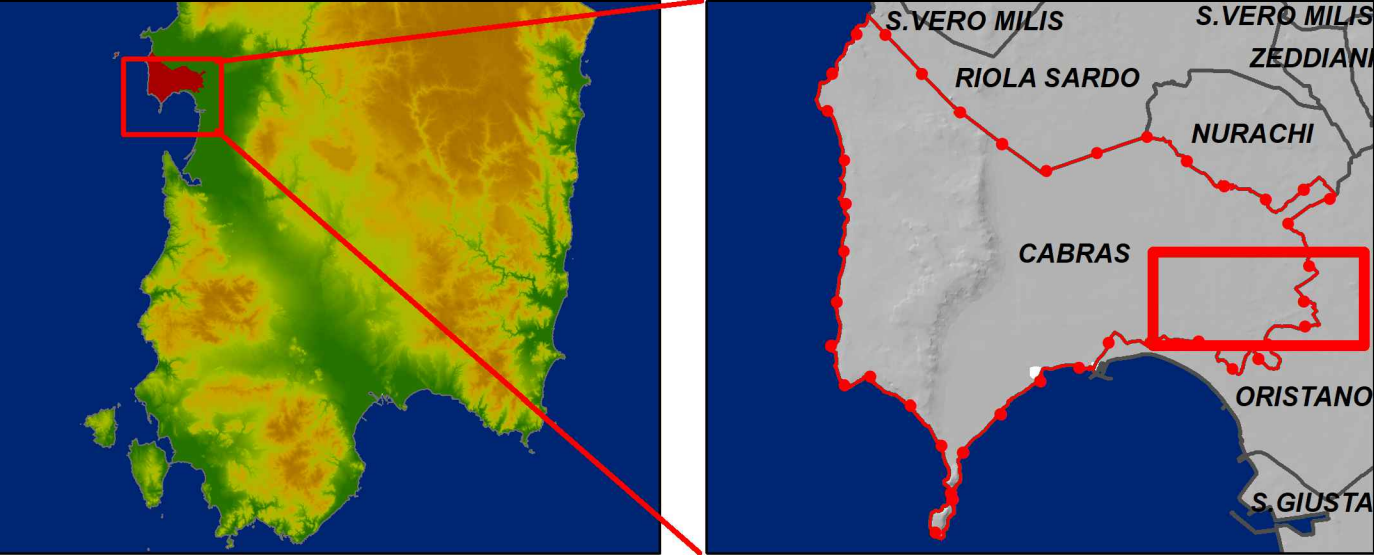 S.VERO MILIS
S.VERO MILIS
ZEDDIANI
RIOLA SARDO
NURACHI
CABRAS
ORISTANO
S.GIUSTA